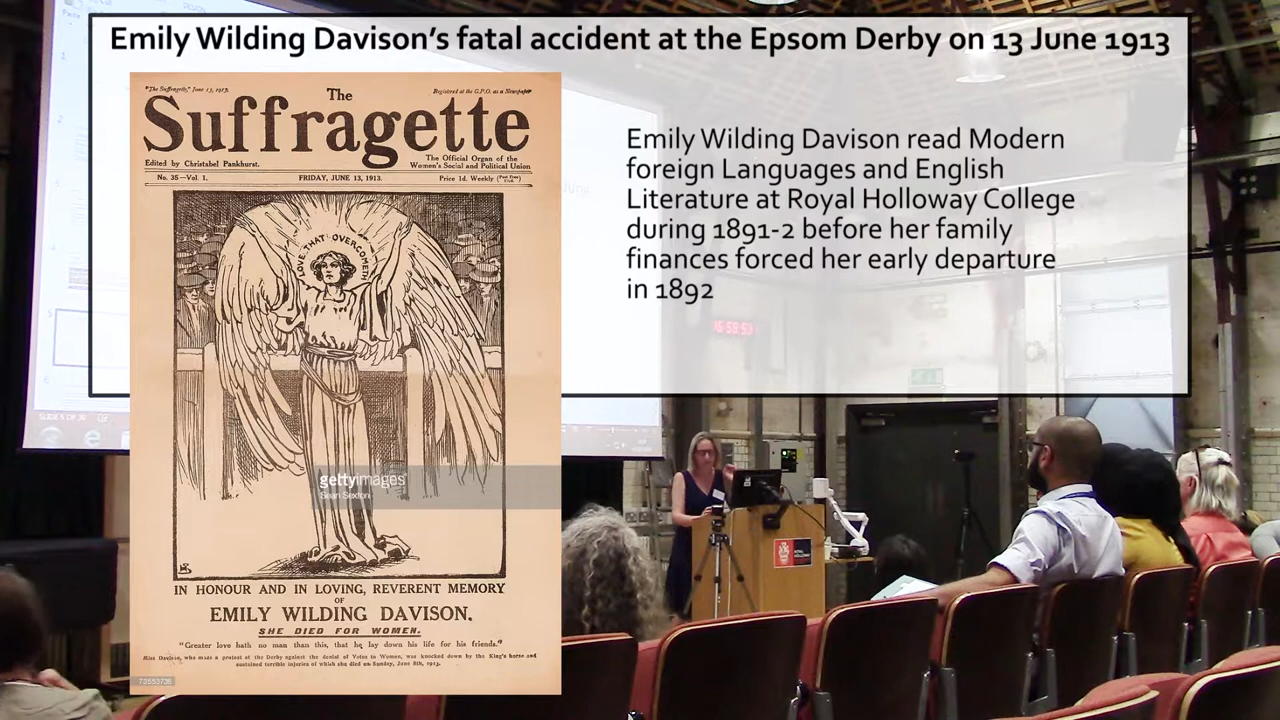 Emily Wilding Davison's fatal accident at the Epsom Derby on 13 June 1913
"The Suffragette," June 13, 1913.
Registered at the G.P.O. as a Newspaper
The
Suffragette
Edited by Christabel Pankhurst.
The Official Organ of the
Women's Social and Political Union
No. 35—Vol. 1.
FRIDAY, JUNE 13, 1913.
Price 1d. Weekly (Post Free)
LOVE THAT OVERCOMETH
gettyimages
Sean Sexton
IN HONOUR AND IN LOVING, REVERENT MEMORY
OF
EMILY WILDING DAVISON.
SHE DIED FOR WOMEN.
"Greater love hath no man than this, that he lay down his life for his friends."
Miss Davison, who made a protest at the Derby against the denial of Votes to Women, was knocked down by the King's horse and
sustained terrible injuries of which she died on Sunday, June 8th, 1913.
73553736
Emily Wilding Davison read Modern
foreign Languages and English
Literature at Royal Holloway College
during 1891-2 before her family
finances forced her early departure
in 1892
ROYAL
HOLLOWAY